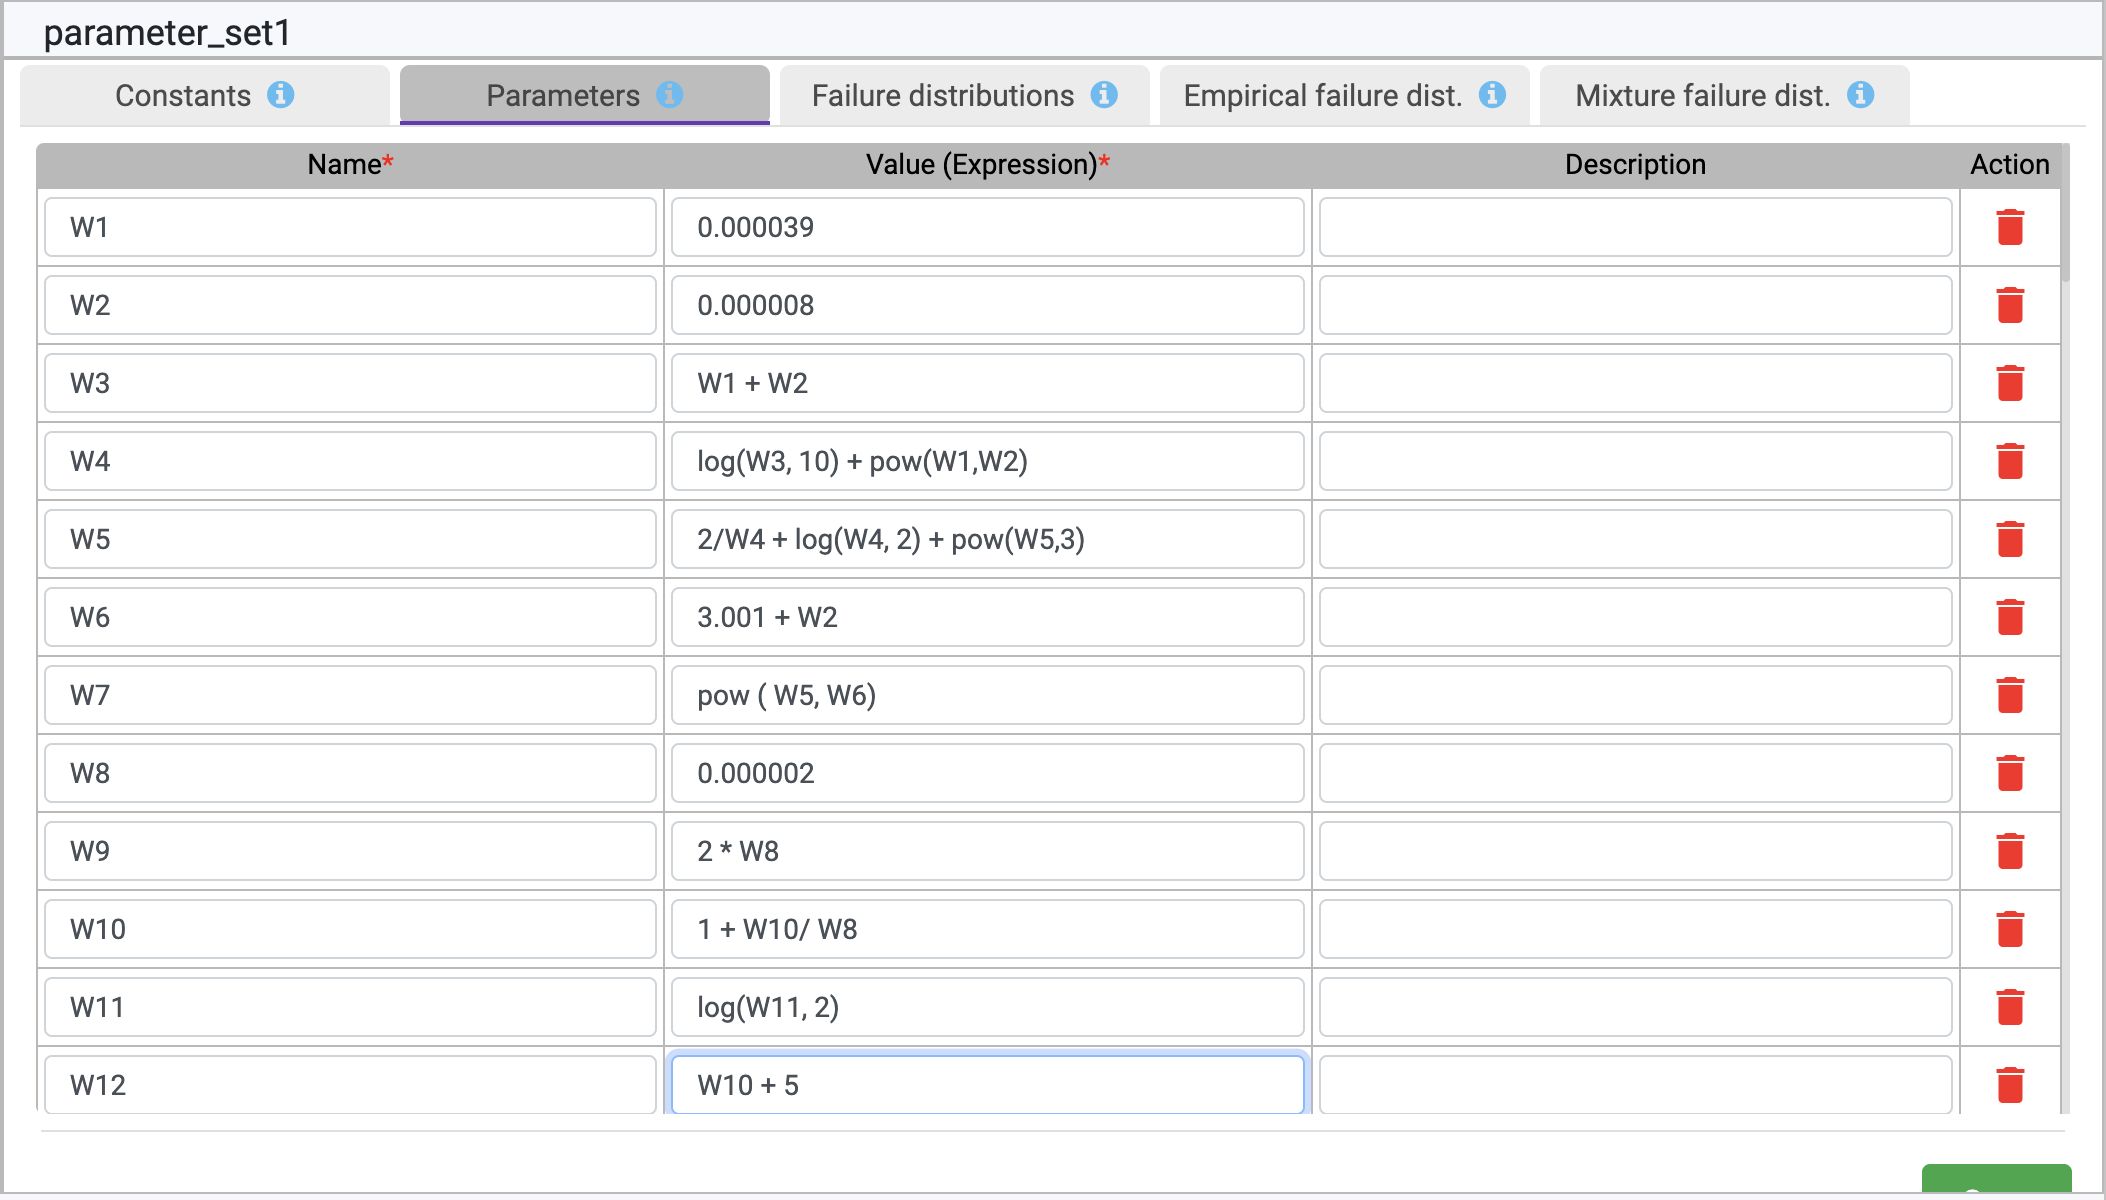 parameter_set1
Constants Parameters Failure distributions Empirical failure dist. Mixture failure dist.
Name* Value (Expression)* Description Action
W1 0.000039
W2 0.000008
W3 W1 + W2
W4 log(W3, 10) + pow(W1,W2)
W5 2/W4 + log(W4, 2) + pow(W5,3)
W6 3.001 + W2
W7 pow ( W5, W6)
W8 0.000002
W9 2 * W8
W10 1 + W10/ W8
W11 log(W11, 2)
W12 W10 + 5